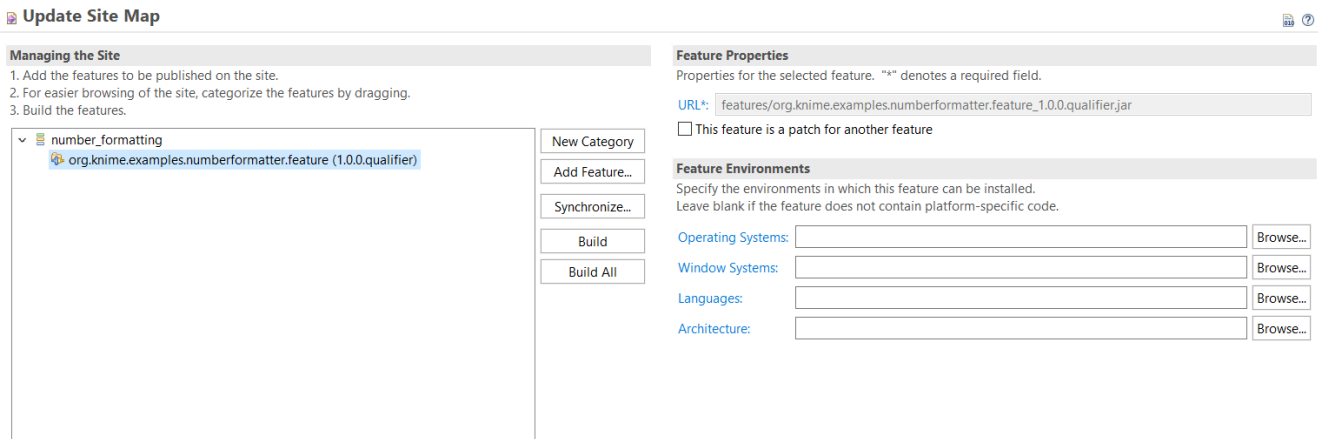 Update Site Map
Managing the Site
1. Add the features to be published on the site.
2. For easier browsing of the site, categorize the features by dragging.
3. Build the features.
number_formatting
org.knime.examples.numberformatter.feature (1.0.0.qualifier)
New Category
Add Feature...
Synchronize...
Build
Build All
Feature Properties
Properties for the selected feature. "*" denotes a required field.
URL*: features/org.knime.examples.numberformatter.feature_1.0.0.qualifier.jar
This feature is a patch for another feature
Feature Environments
Specify the environments in which this feature can be installed.
Leave blank if the feature does not contain platform-specific code.
Operating Systems: Browse...
Window Systems: Browse...
Languages: Browse...
Architecture: Browse...